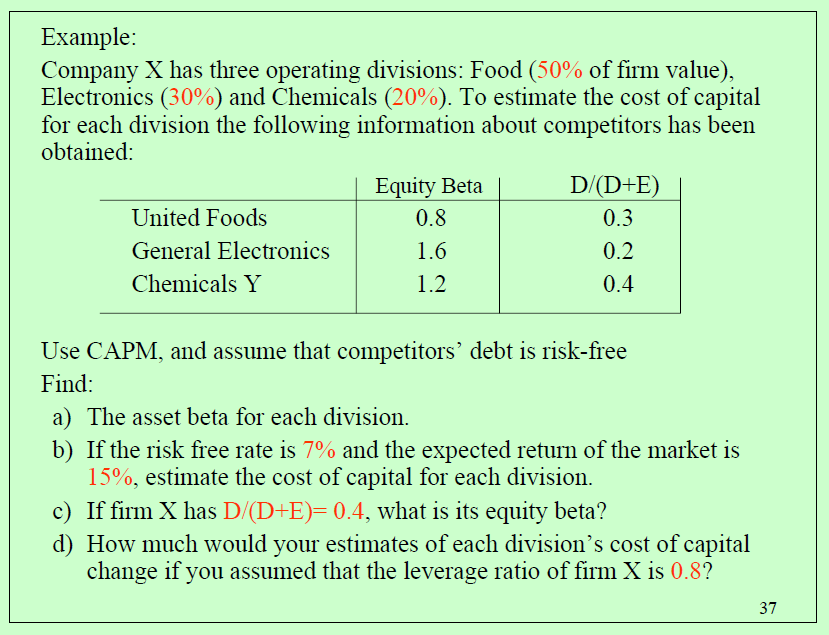 Example:
Company X has three operating divisions: Food (50% of firm value),
Electronics (30%) and Chemicals (20%). To estimate the cost of capital
for each division the following information about competitors has been
obtained:
Equity Beta D/(D+E)
United Foods 0.8 0.3
General Electronics 1.6 0.2
Chemicals Y 1.2 0.4
Use CAPM, and assume that competitors’ debt is risk-free
Find:
a) The asset beta for each division.
b) If the risk free rate is 7% and the expected return of the market is
15%, estimate the cost of capital for each division.
c) If firm X has D/(D+E)= 0.4, what is its equity beta?
d) How much would your estimates of each division’s cost of capital
change if you assumed that the leverage ratio of firm X is 0.8?
37